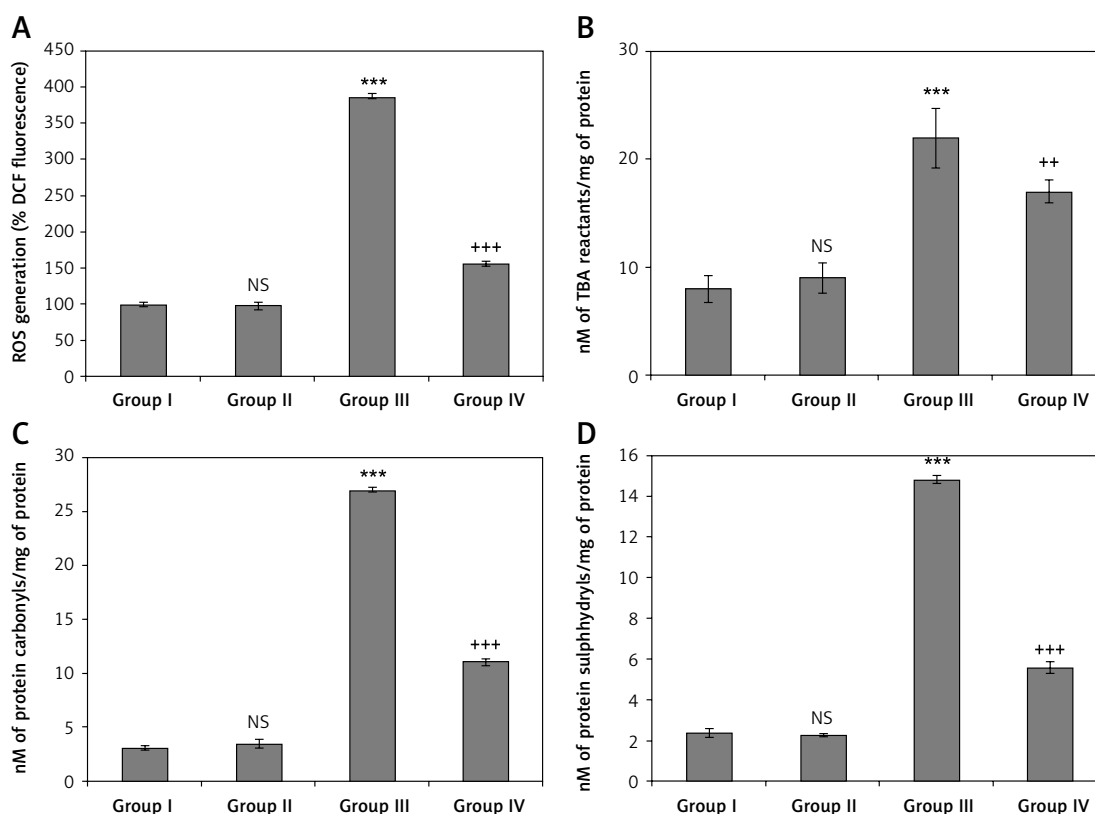 A
ROS generation (% DCF fluorescence)
450
400
350
300
250
200
150
100
50
0
NS
***
+++
Group I Group II Group III Group IV
B
nM of TBA reactants/mg of protein
30
20
10
0
NS
***
++
Group I Group II Group III Group IV
C
nM of protein carbonyls/mg of protein
30
25
20
15
10
5
0
NS
***
+++
Group I Group II Group III Group IV
D
nM of protein sulphhydryls/mg of protein
16
14
12
10
8
6
4
2
0
NS
***
+++
Group I Group II Group III Group IV